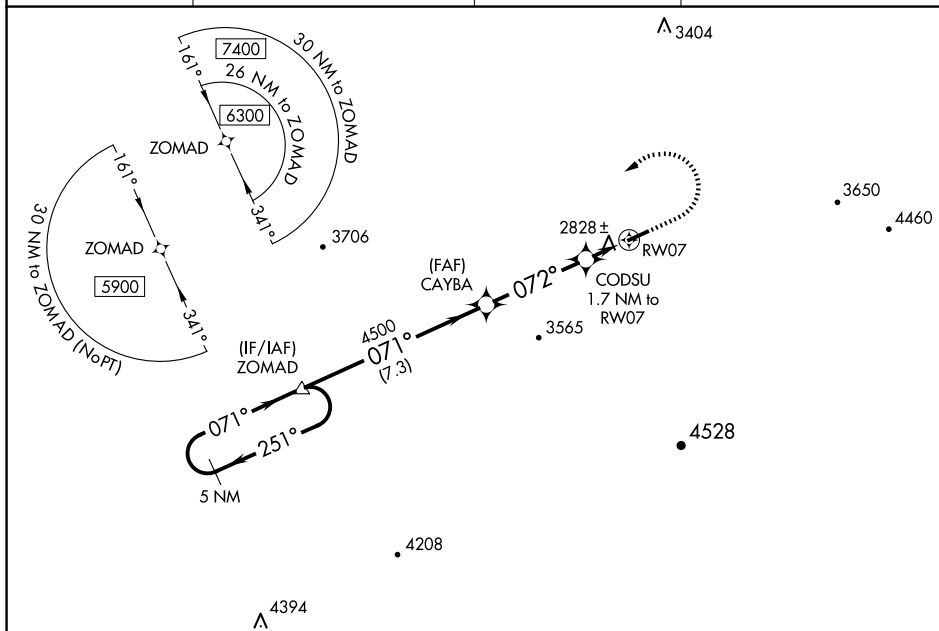 3404
7400
30 NM to ZOMAD
161°
26 NM to ZOMAD
6300
ZOMAD
341°
161°
30 NM to ZOMAD (NoPT)
ZOMAD
5900
341°
3706
3650
4460
2828±
RW07
(FAF)
CAYBA
072°
CODSU
1.7 NM to
RW07
3565
4500
071°
(7.3)
(IF/IAF)
ZOMAD
071°
251°
5 NM
4528
4208
4394